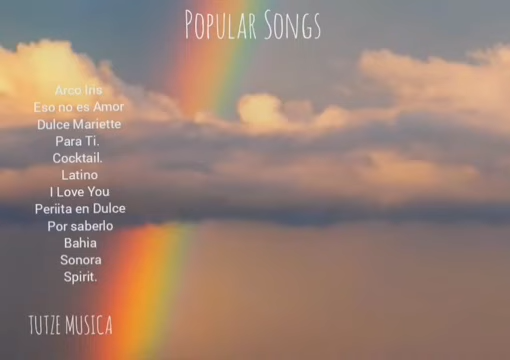 Popular Songs
Arco Iris
Eso no es Amor
Dulce Mariette
Para Ti.
Cocktail.
Latino
I Love You
Periita en Dulce
Por saberlo
Bahia
Sonora
Spirit.
TUTZE MUSICA